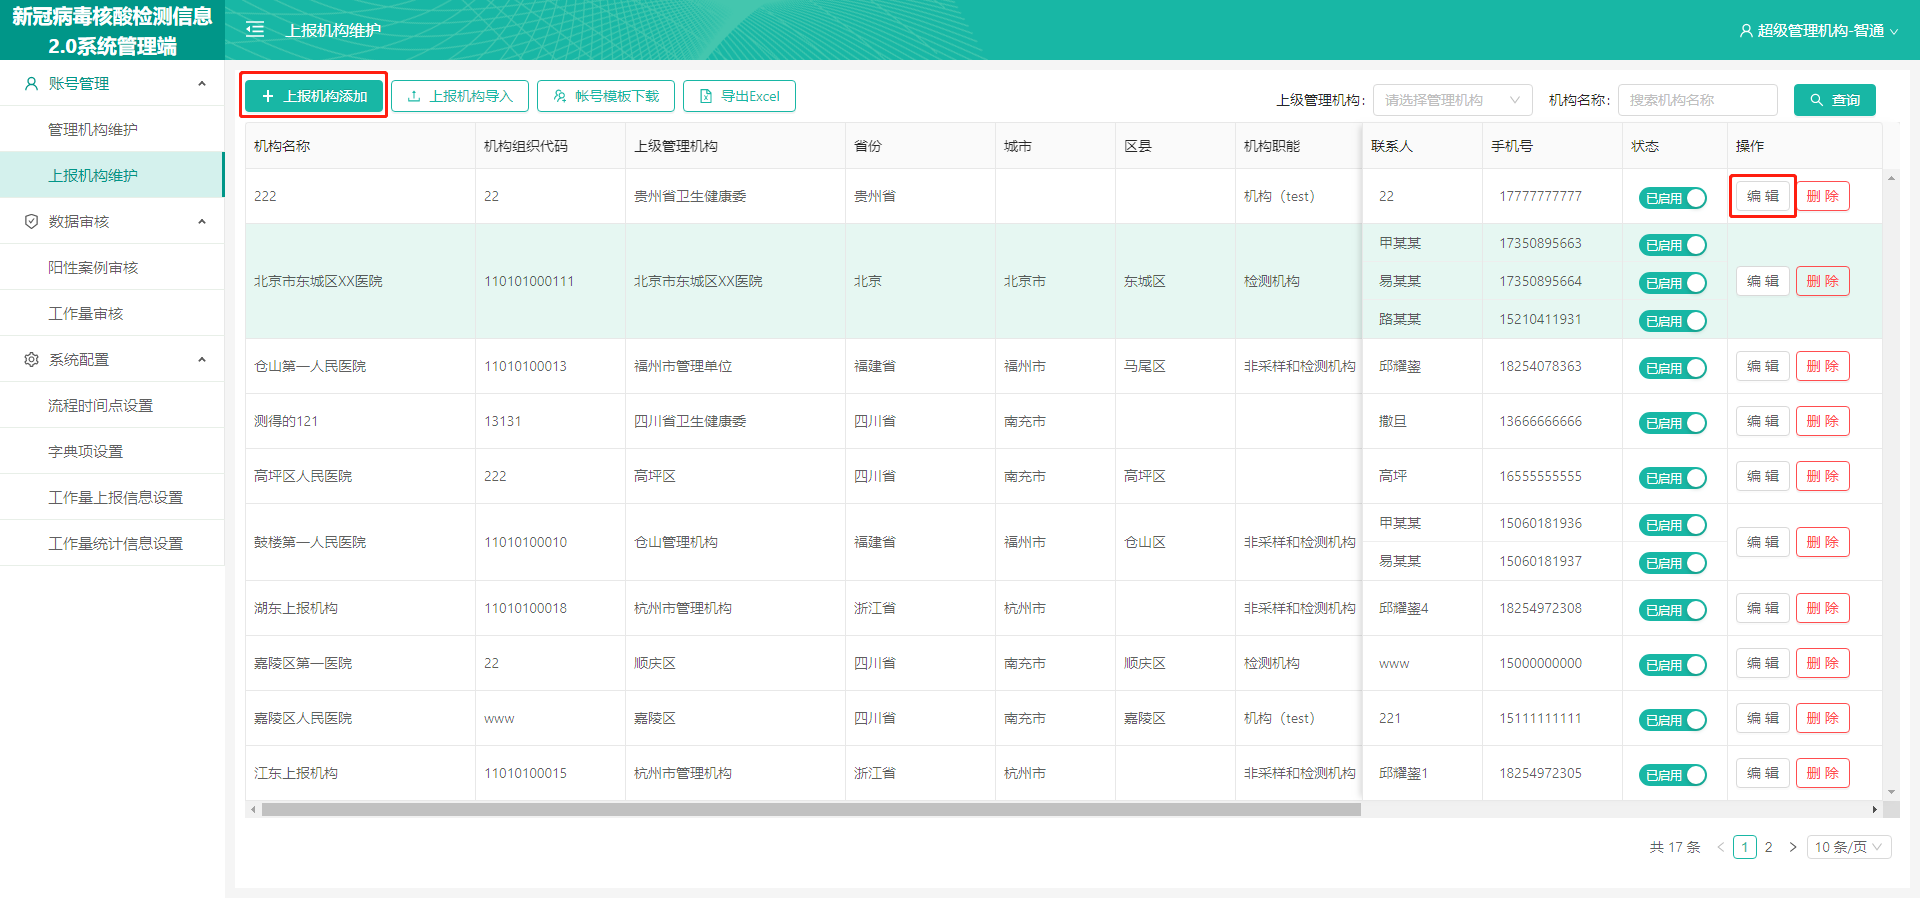 新冠病毒核酸检测信息
2.0系统管理端
上报机构维护
超级管理机构-智通
账号管理
管理机构维护
上报机构维护
数据审核
阳性案例审核
工作量审核
系统配置
流程时间点设置
字典项设置
工作量上报信息设置
工作量统计信息设置
+ 上报机构添加 上报机构导入 帐号模板下载 导出Excel 上级管理机构: 请选择管理机构 机构名称: 搜索机构名称 查询
机构名称 机构组织代码 上级管理机构 省份 城市 区县 机构职能 联系人 手机号 状态 操作
222 22 贵州省卫生健康委 贵州省 机构（test） 22 17777777777 已启用 编 辑 删 除
甲某某 17350895663 已启用
北京市东城区XX医院 110101000111 北京市东城区XX医院 北京 北京市 东城区 检测机构 易某某 17350895664 已启用 编 辑 删 除
路某某 15210411931 已启用
仓山第一人民医院 11010100013 福州市管理单位 福建省 福州市 马尾区 非采样和检测机构 邱耀鋆 18254078363 已启用 编 辑 删 除
测得的121 13131 四川省卫生健康委 四川省 南充市 撒旦 13666666666 已启用 编 辑 删 除
高坪区人民医院 222 高坪区 四川省 南充市 高坪区 高坪 16555555555 已启用 编 辑 删 除
甲某某 15060181936 已启用
鼓楼第一人民医院 11010100010 仓山管理机构 福建省 福州市 仓山区 非采样和检测机构 编 辑 删 除
易某某 15060181937 已启用
湖东上报机构 11010100018 杭州市管理机构 浙江省 杭州市 非采样和检测机构 邱耀鋆4 18254972308 已启用 编 辑 删 除
嘉陵区第一医院 22 顺庆区 四川省 南充市 顺庆区 检测机构 www 15000000000 已启用 编 辑 删 除
嘉陵区人民医院 www 嘉陵区 四川省 南充市 嘉陵区 机构（test） 221 15111111111 已启用 编 辑 删 除
江东上报机构 11010100015 杭州市管理机构 浙江省 杭州市 非采样和检测机构 邱耀鋆1 18254972305 已启用 编 辑 删 除
共 17 条 < 1 2 > 10 条/页